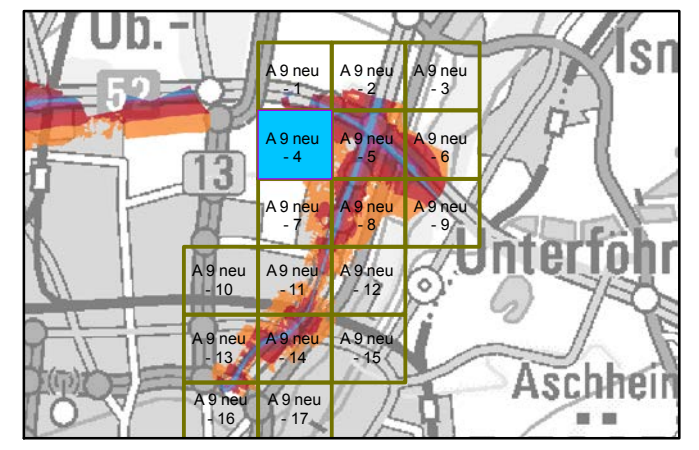 Ob.-
Isn
52
A 9 neu
- 1
A 9 neu
- 2
A 9 neu
- 3
A 9 neu
- 4
A 9 neu
- 5
A 9 neu
- 6
13
A 9 neu
- 7
A 9 neu
- 8
A 9 neu
- 9
Unterföhr
A 9 neu
- 10
A 9 neu
- 11
A 9 neu
- 12
A 9 neu
- 13
A 9 neu
- 14
A 9 neu
- 15
Aschhein
A 9 neu
- 16
A 9 neu
- 17